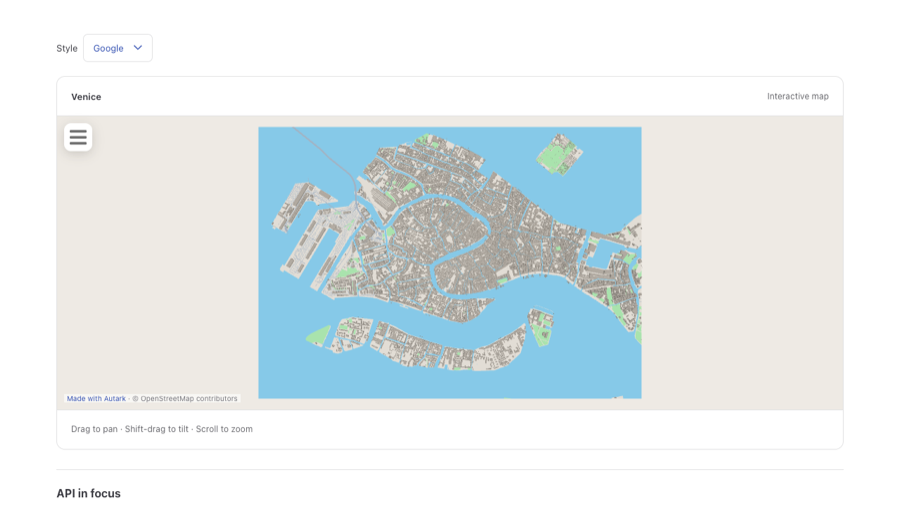 Style Google
Venice Interactive map
Made with Autark · © OpenStreetMap contributors
Drag to pan · Shift-drag to tilt · Scroll to zoom
API in focus